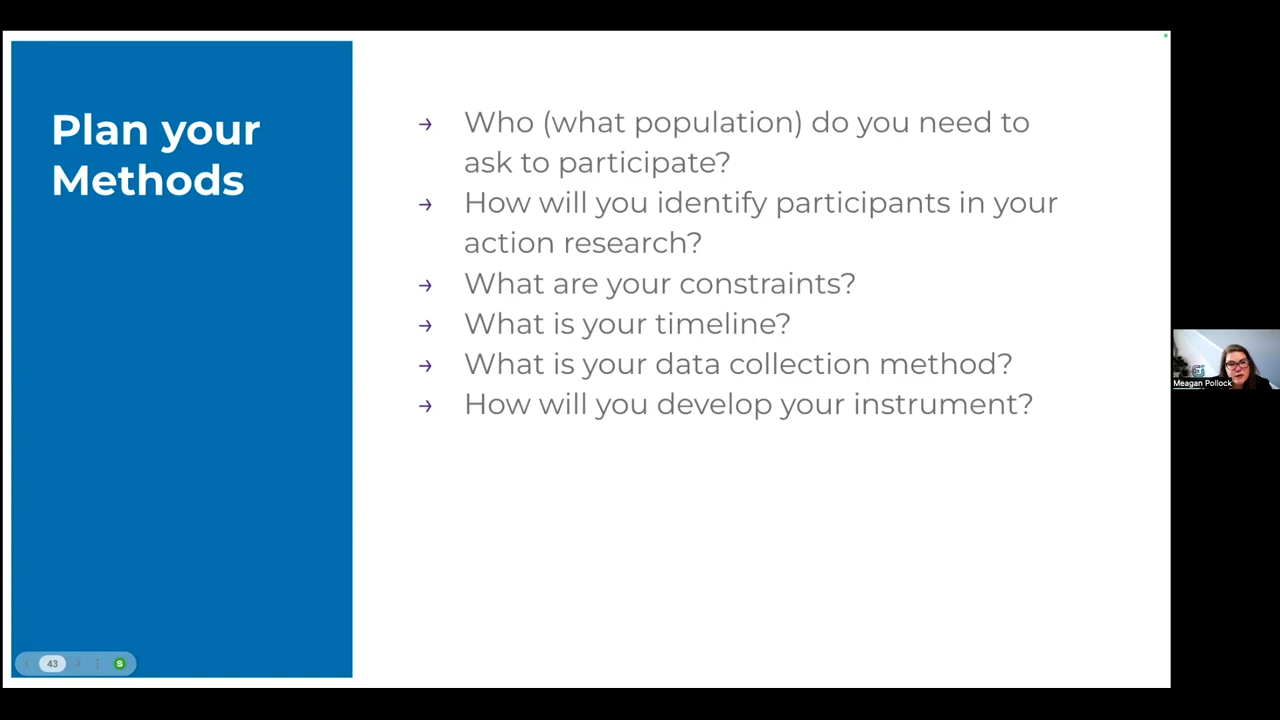 Plan your
Methods
→ Who (what population) do you need to
ask to participate?
→ How will you identify participants in your
action research?
→ What are your constraints?
→ What is your timeline?
→ What is your data collection method?
→ How will you develop your instrument?
Meagan Pollock
43
S